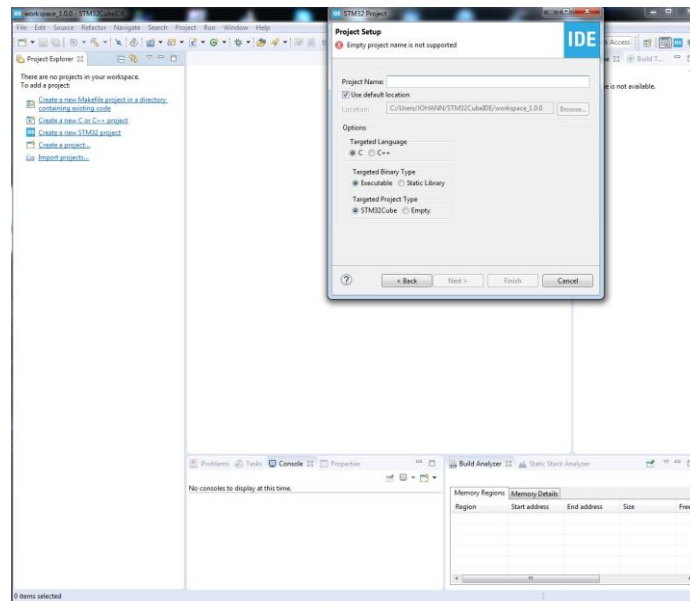 workspace_1.0.0 - STM32CubeIDE
File Edit Source Refactor Navigate Search Project Run Window Help
Access
Project Explorer
There are no projects in your workspace.
To add a project:
Create a new Makefile project in a directory containing existing code
Create a new C or C++ project
Create a new STM32 project
Create a project...
Import projects...
STM32 Project
Project Setup
Empty project name is not supported
IDE
Project Name:
Use default location
Location: C:/Users/JOHANN/STM32CubeIDE/workspace_1.0.0 Browse...
Options
Targeted Language
C C++
Targeted Binary Type
Executable Static Library
Targeted Project Type
STM32Cube Empty
? < Back Next > Finish Cancel
Build T...
is not available.
Problems Tasks Console Properties
No consoles to display at this time.
Build Analyzer Static Stack Analyzer
Memory Regions Memory Details
Region Start address End address Size Free
0 items selected